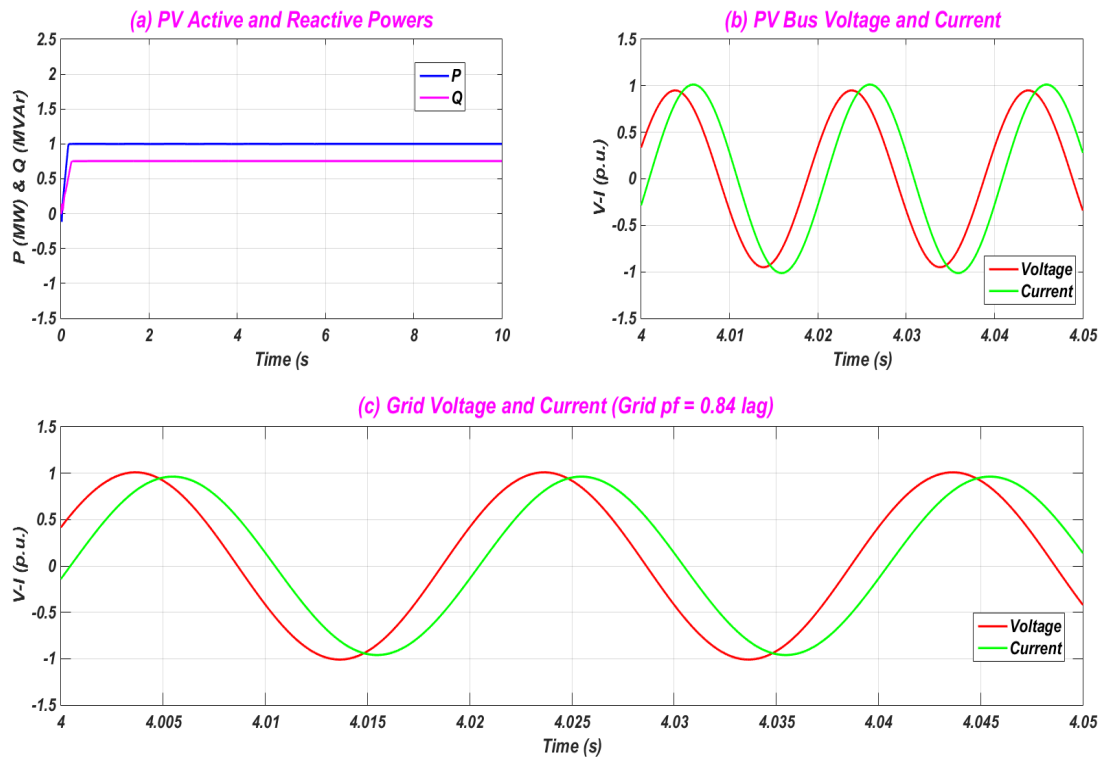 (a) PV Active and Reactive Powers
P (MW) & Q (MVAr)
2.5
2
1.5
1
0.5
0
-0.5
-1
-1.5
P
Q
0 2 4 6 8 10
Time (s
(b) PV Bus Voltage and Current
V-I (p.u.)
1.5
1
0.5
0
-0.5
-1
-1.5
Voltage
Current
4 4.01 4.02 4.03 4.04 4.05
Time (s)
(c) Grid Voltage and Current (Grid pf = 0.84 lag)
V-I (p.u.)
1.5
1
0.5
0
-0.5
-1
-1.5
Voltage
Current
4 4.005 4.01 4.015 4.02 4.025 4.03 4.035 4.04 4.045 4.05
Time (s)